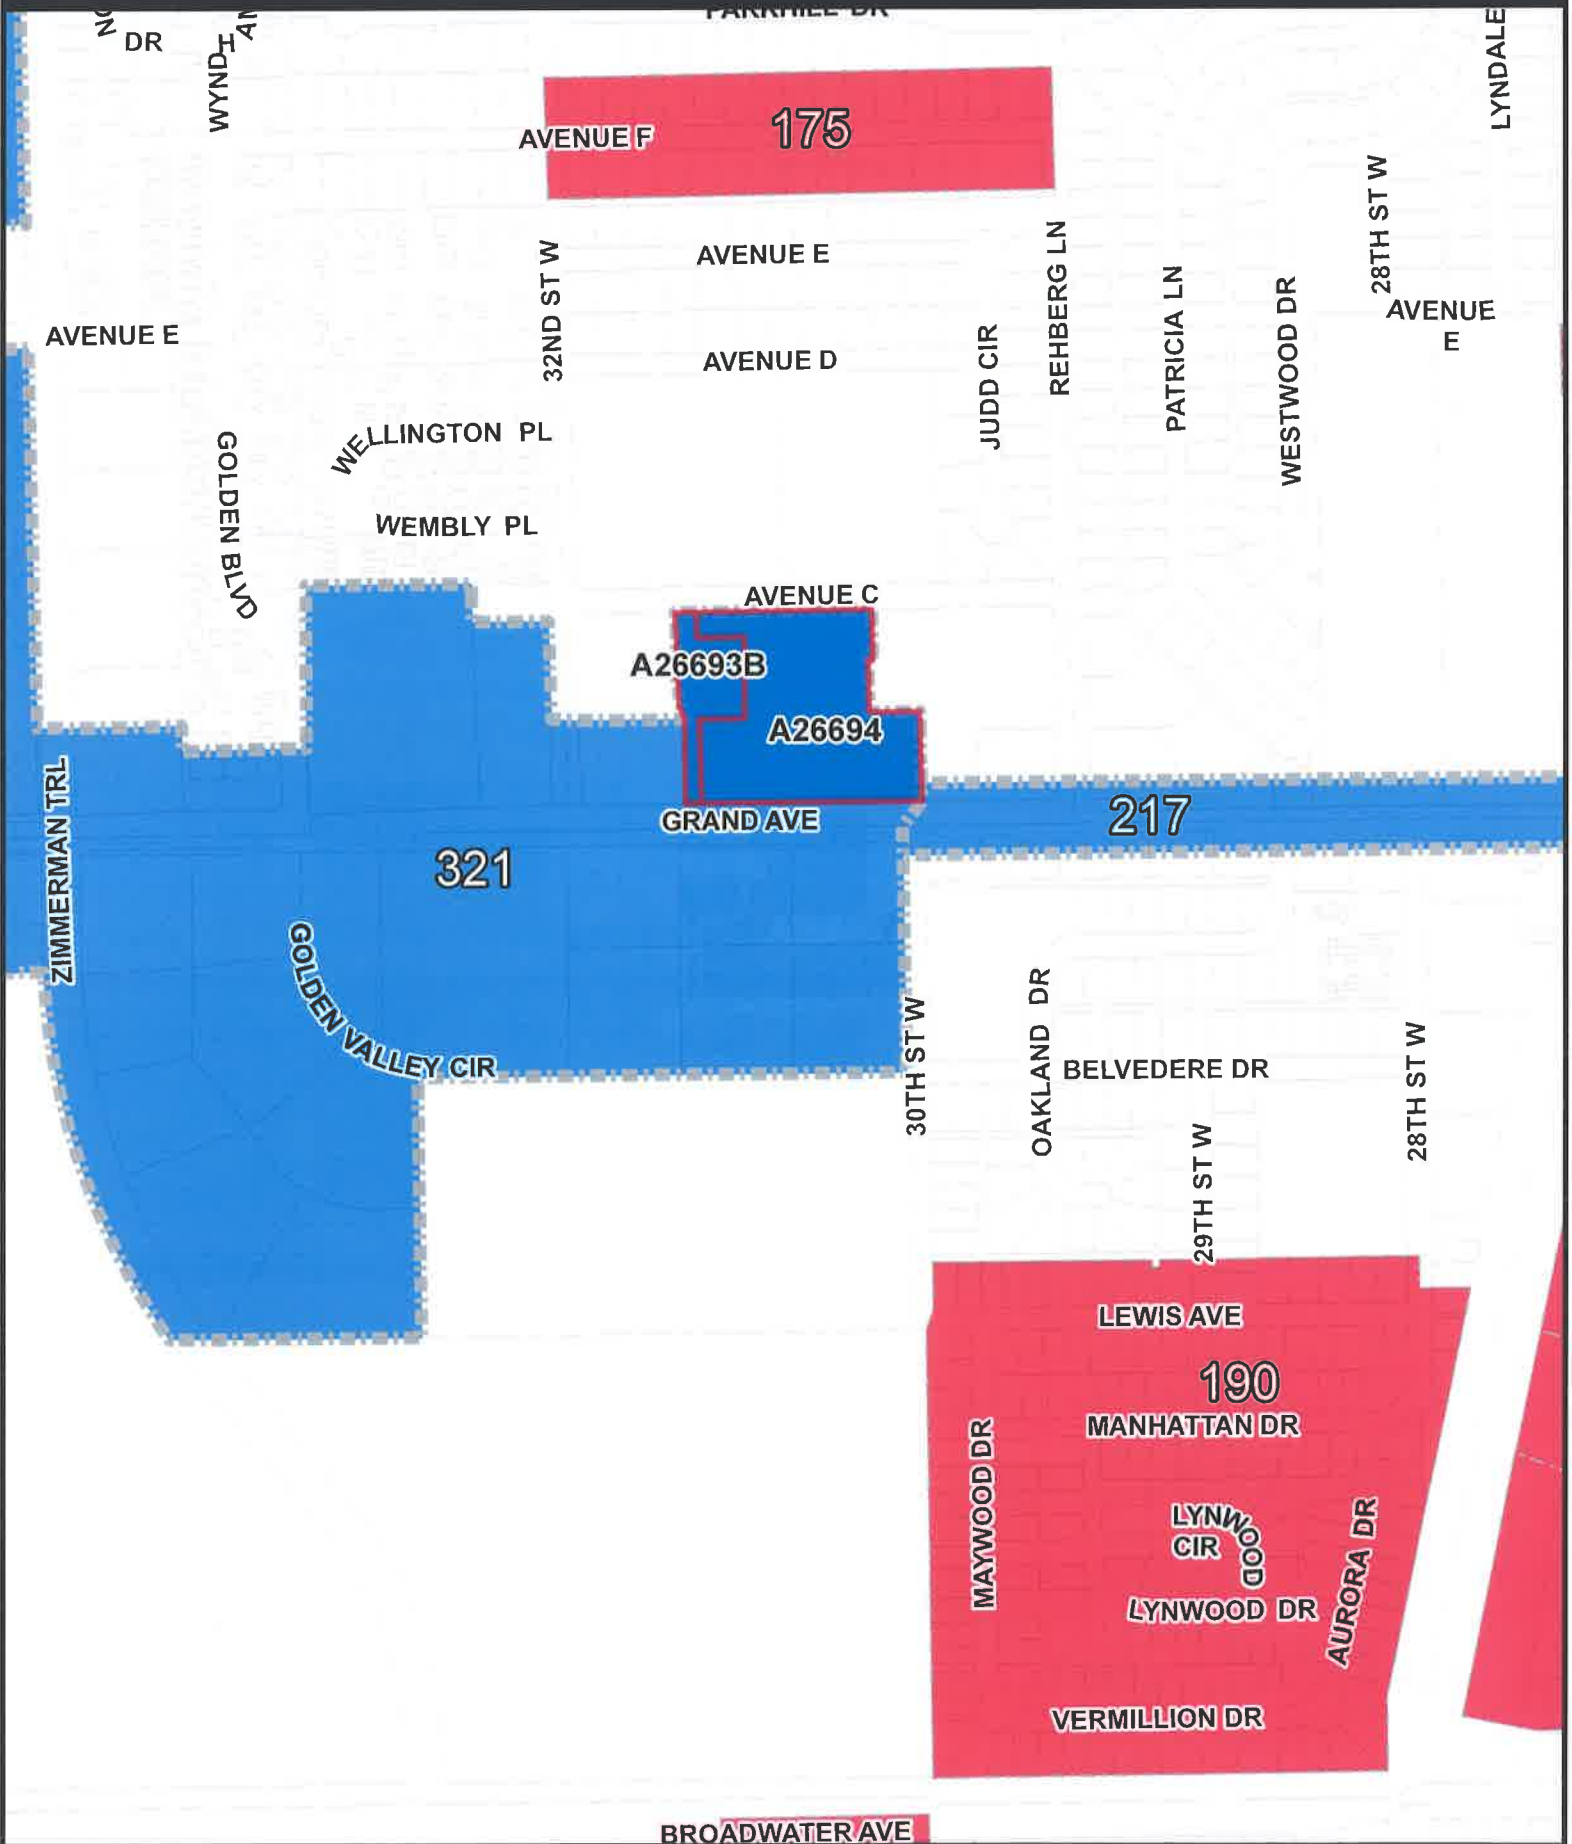 PARKHILL DR
DR
WYNDH
LYNDALE
175
AVENUE F
28TH ST W
AVENUE E
32ND ST W
REHBERG LN
PATRICIA LN
WESTWOOD DR
AVENUE
E
AVENUE E
AVENUE D
JUDD CIR
GOLDEN BLVD
WELLINGTON PL
WEMBLY PL
AVENUE C
A26693B
A26694
ZIMMERMAN TRL
GRAND AVE
217
321
GOLDEN VALLEY CIR
30TH ST W
OAKLAND DR
BELVEDERE DR
28TH ST W
29TH ST W
LEWIS AVE
190
MANHATTAN DR
MAYWOOD DR
LYNWOOD
CIR
LYNWOOD DR
AURORA DR
VERMILLION DR
BROADWATER AVE